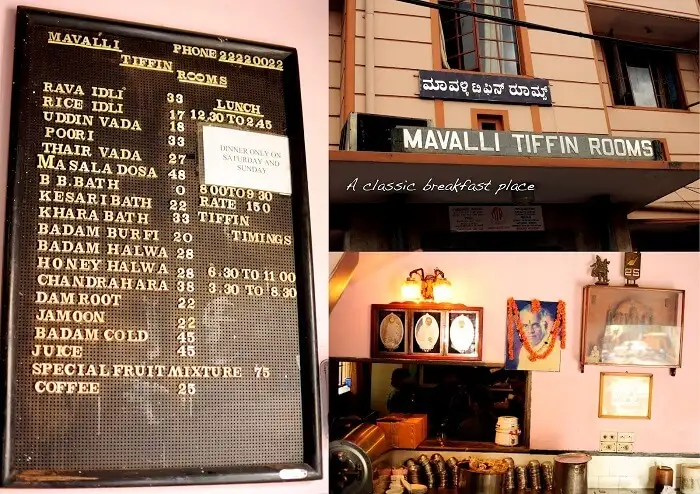 MAVALLI PHONE 22220022
TIFFIN ROOMS
RAVA IDLI 33 LUNCH
RICE IDLI 17 12.30 TO 2.45
UDDIN VADA 18
POORI 33
THAIR VADA 27
MASALA DOSA 48
B.B.BATH 0 8 00 TO 9 30
KESARI BATH 22 RATE 150
KHARA BATH 33 TIFFIN
BADAM BURFI 20 TIMINGS
BADAM HALWA 28
HONEY HALWA 28 6.30 TO 11 00
CHANDRAHARA 38 3.30 TO 8.30
DAMROOT 22
JAMOON 22
BADAM COLD 45
JUICE 45
SPECIAL FRUIT MIXTURE 75
COFFEE 25
DINNER ONLY ON
SATURDAY AND
SUNDAY
ಮಾವಳ್ಳಿ ಟಿಫಿನ್ ರೂಮ್ಸ್
MAVALLI TIFFIN ROOMS
A classic breakfast place